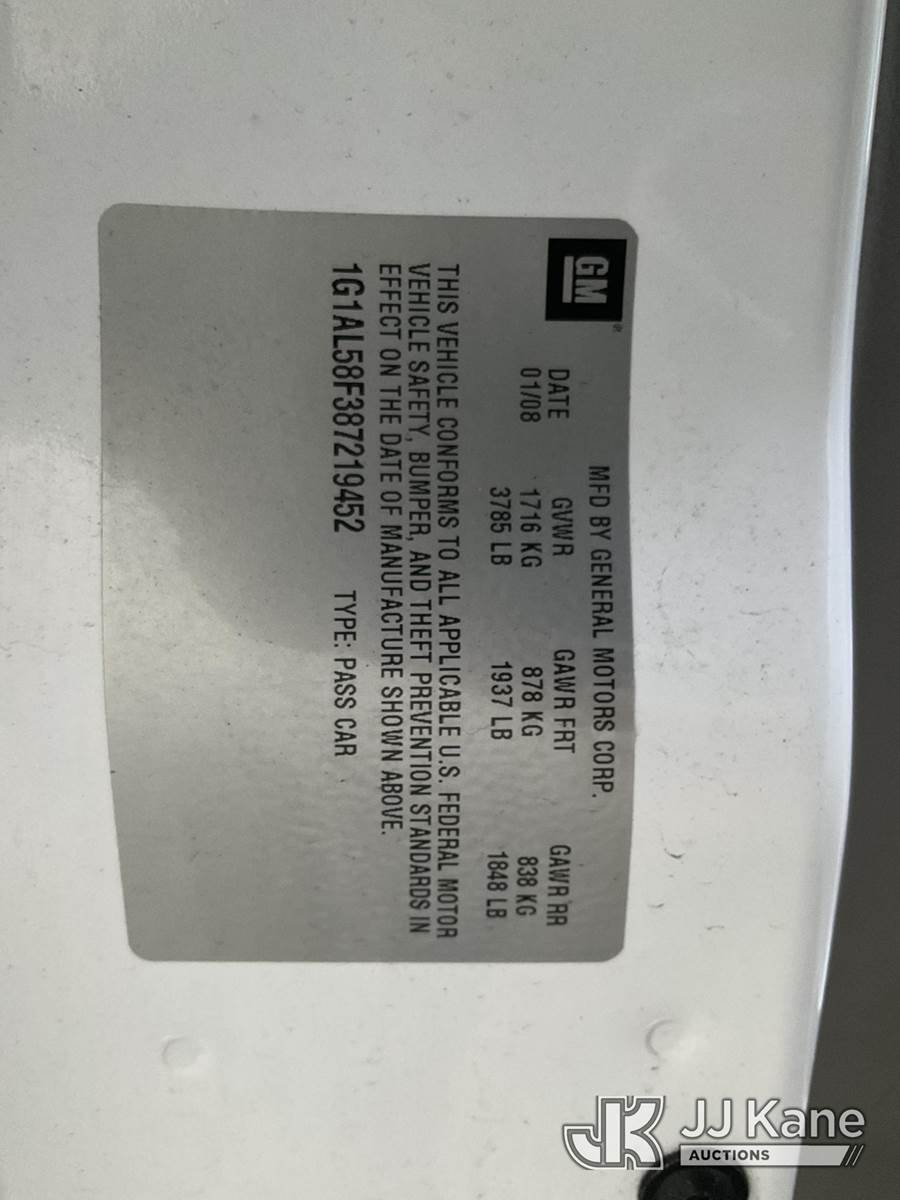 GM®
MFD BY GENERAL MOTORS CORP.
DATE GVWR GAWR FRT GAWR RR
01/08 1716 KG 878 KG 838 KG
3785 LB 1937 LB 1848 LB
THIS VEHICLE CONFORMS TO ALL APPLICABLE U.S. FEDERAL MOTOR
VEHICLE SAFETY, BUMPER, AND THEFT PREVENTION STANDARDS IN
EFFECT ON THE DATE OF MANUFACTURE SHOWN ABOVE.
1G1AL58F387219452 TYPE: PASS CAR
JK JJ Kane
AUCTIONS